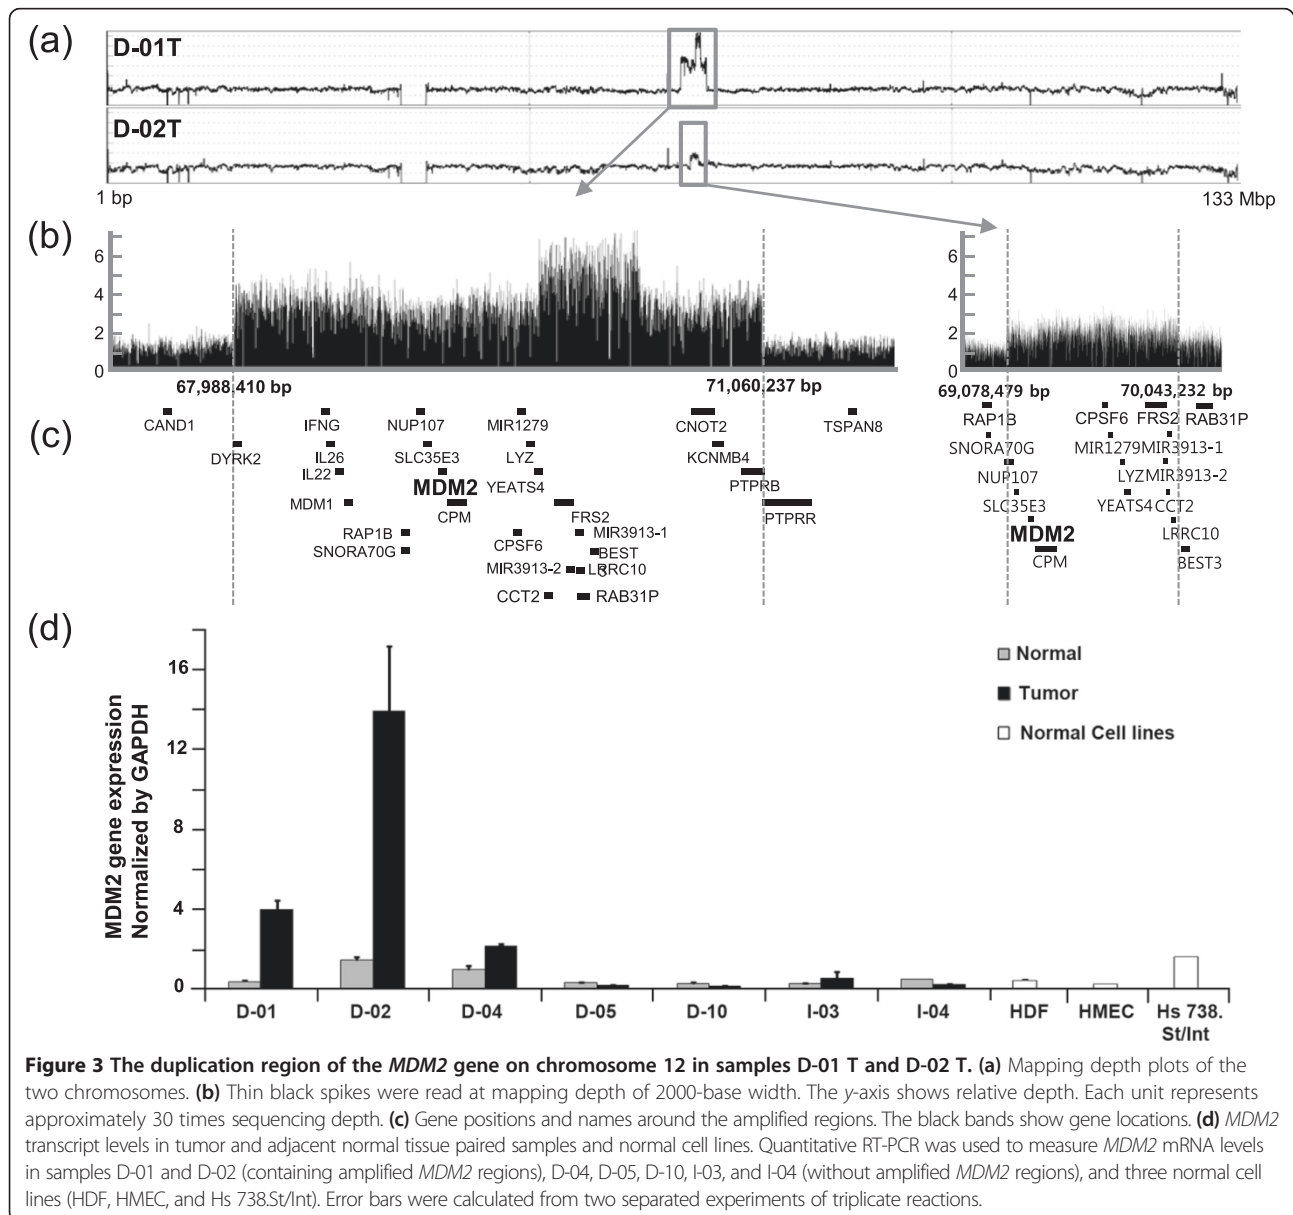 (a)
D-01T
D-02T
1 bp
133 Mbp
(b)
6
4
2
0
67,988,410 bp
71,060,237 bp
6
4
2
0
69,078,479 bp
70,043,232 bp
(c)
CAND1
IFNG
NUP107
MIR1279
CNOT2
TSPAN8
DYRK2
IL26
SLC35E3
LYZ
KCNMB4
IL22
MDM2
YEATS4
PTPRB
MDM1
CPM
FRS2
PTPRR
RAP1B
CPSF6
MIR3913-1
SNORA70G
BEST
3
MIR3913-2
LRRC10
CCT2
RAB31P
RAP1B
CPSF6
FRS2
RAB31P
SNORA70G
MIR1279
MIR3913-1
NUP107
LYZ
MIR3913-2
SLC35E3
YEATS4
CCT2
MDM2
LRRC10
CPM
BEST3
(d)
MDM2 gene expression
Normalized by GAPDH
16
12
8
4
0
Normal
Tumor
Normal Cell lines
D-01
D-02
D-04
D-05
D-10
I-03
I-04
HDF
HMEC
Hs 738.
St/Int
Figure 3 The duplication region of the MDM2 gene on chromosome 12 in samples D-01 T and D-02 T. (a) Mapping depth plots of the
two chromosomes. (b) Thin black spikes were read at mapping depth of 2000-base width. The y-axis shows relative depth. Each unit represents
approximately 30 times sequencing depth. (c) Gene positions and names around the amplified regions. The black bands show gene locations. (d) MDM2
transcript levels in tumor and adjacent normal tissue paired samples and normal cell lines. Quantitative RT-PCR was used to measure MDM2 mRNA levels
in samples D-01 and D-02 (containing amplified MDM2 regions), D-04, D-05, D-10, I-03, and I-04 (without amplified MDM2 regions), and three normal cell
lines (HDF, HMEC, and Hs 738.St/Int). Error bars were calculated from two separated experiments of triplicate reactions.